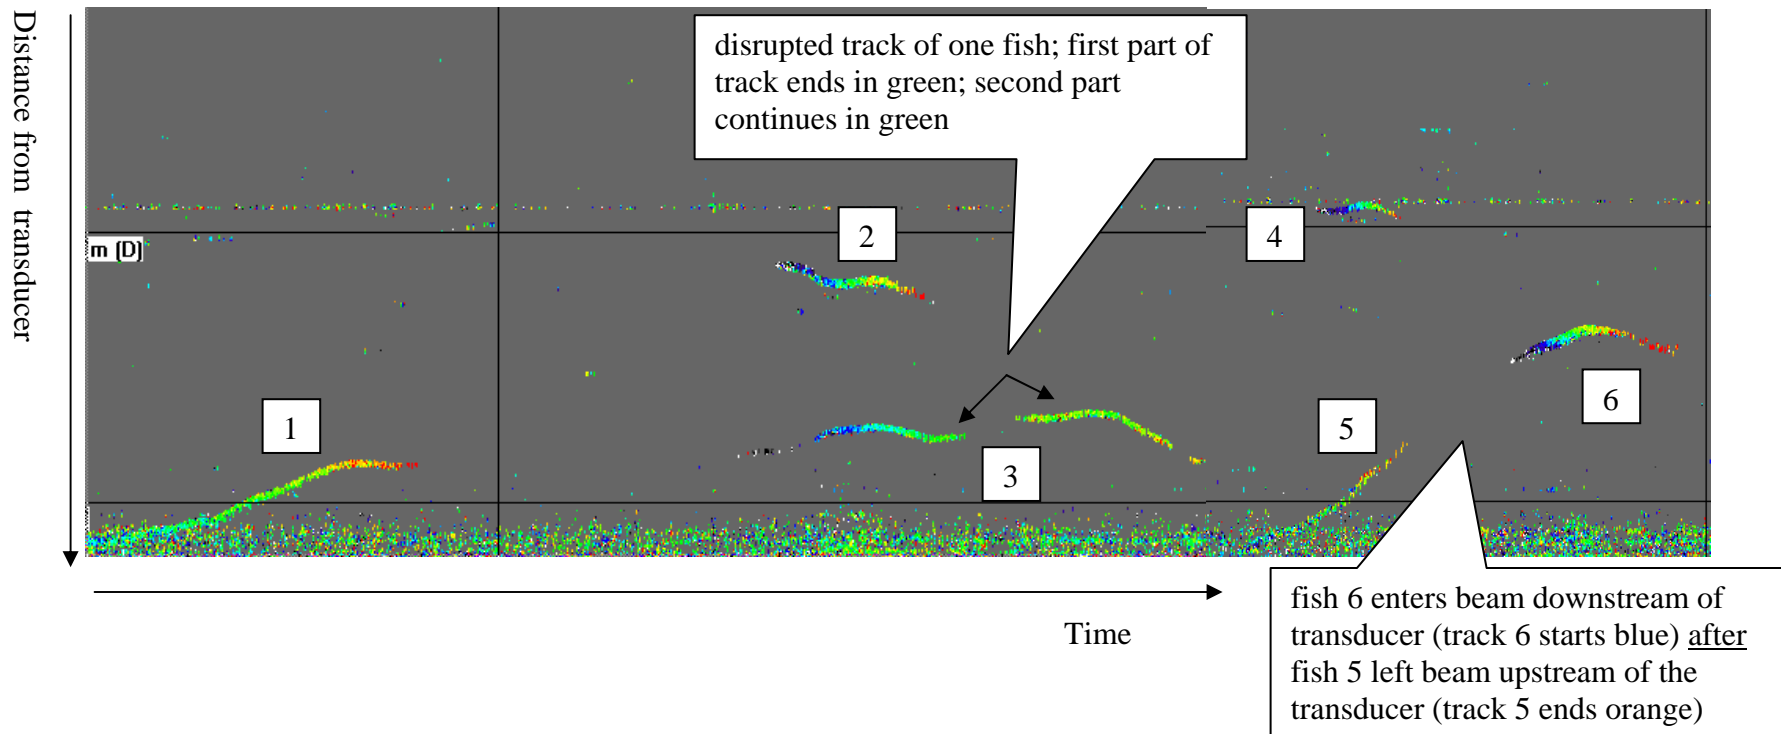 Distance from transducer
disrupted track of one fish; first part of
track ends in green; second part
continues in green
m (D)
2
4
1
3
5
6
Time
fish 6 enters beam downstream of
transducer (track 6 starts blue) after
fish 5 left beam upstream of the
transducer (track 5 ends orange)